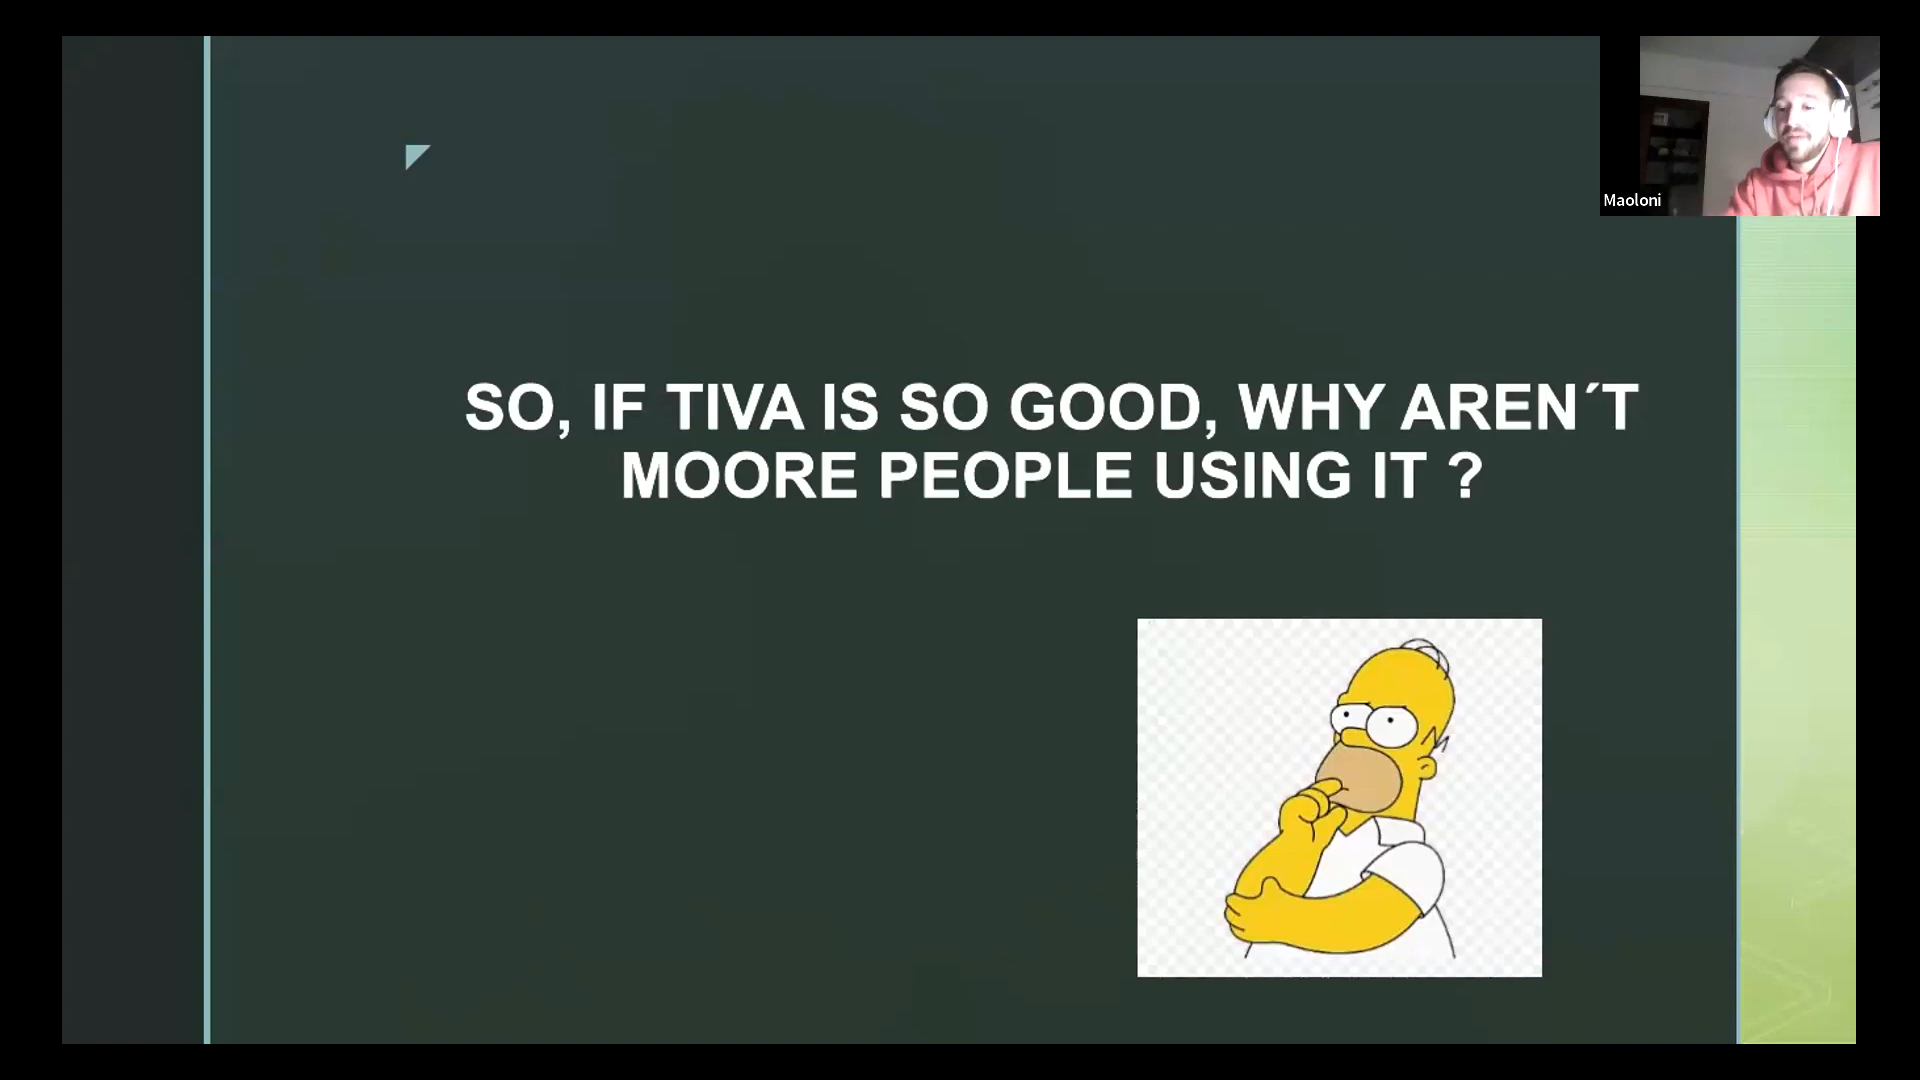 Maoloni
SO, IF TIVA IS SO GOOD, WHY AREN´T
MOORE PEOPLE USING IT ?